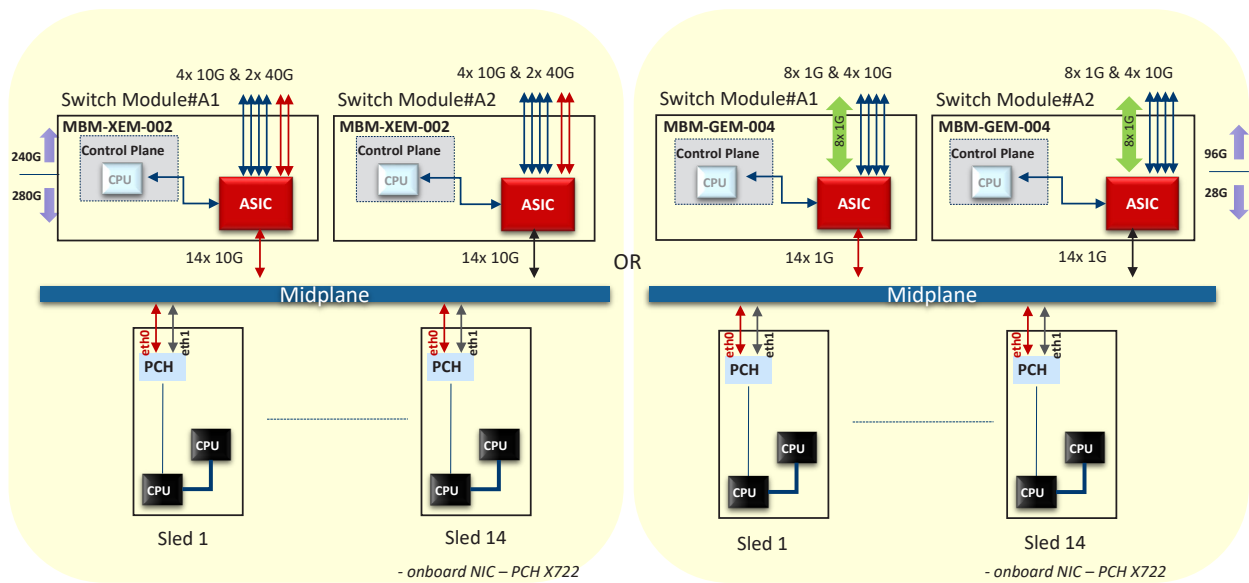 4x 10G & 2x 40G
4x 10G & 2x 40G
Switch Module#A1
Switch Module#A2
MBM-XEM-002
MBM-XEM-002
Control Plane
Control Plane
CPU
CPU
240G
280G
ASIC
ASIC
14x 10G
14x 10G
Midplane
eth0
eth1
eth0
eth1
PCH
PCH
CPU
CPU
CPU
CPU
Sled 1
Sled 14
- onboard NIC – PCH X722
OR
8x 1G & 4x 10G
8x 1G & 4x 10G
Switch Module#A1
Switch Module#A2
MBM-GEM-004
MBM-GEM-004
8x 1G
8x 1G
Control Plane
Control Plane
CPU
CPU
96G
28G
ASIC
ASIC
14x 1G
14x 1G
Midplane
eth0
eth1
eth0
eth1
PCH
PCH
CPU
CPU
CPU
CPU
Sled 1
Sled 14
- onboard NIC – PCH X722